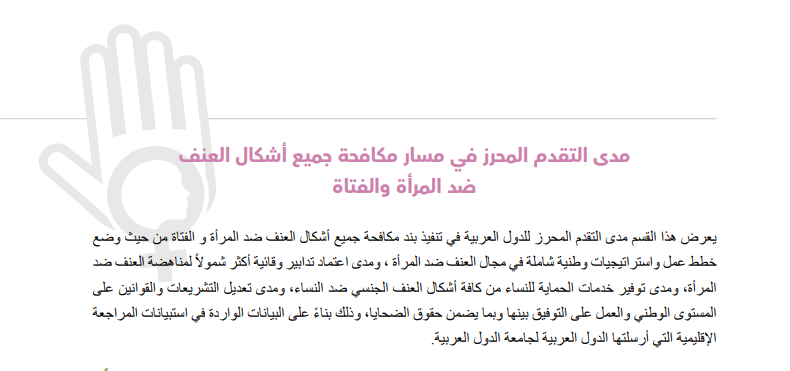 مدى التقدم المحرز في مسار مكافحة جميع أشكال العنف
ضد المرأة والفتاة
يعرض هذا القسم مدى التقدم المحرز للدول العربية في تنفيذ بند مكافحة جميع أشكال العنف ضد المرأة و الفتاة من حيث وضع
خطط عمل واستراتيجيات وطنية شاملة في مجال العنف ضد المرأة ، ومدى اعتماد تدابير وقائية أكثر شمولاً لمناهضة العنف ضد
المرأة، ومدى توفير خدمات الحماية للنساء من كافة أشكال العنف الجنسي ضد النساء، ومدى تعديل التشريعات والقوانين على
المستوى الوطني والعمل على التوفيق بينها وبما يضمن حقوق الضحايا، وذلك بناءً على البيانات الواردة في استبيانات المراجعة
الإقليمية التي أرسلتها الدول العربية لجامعة الدول العربية.